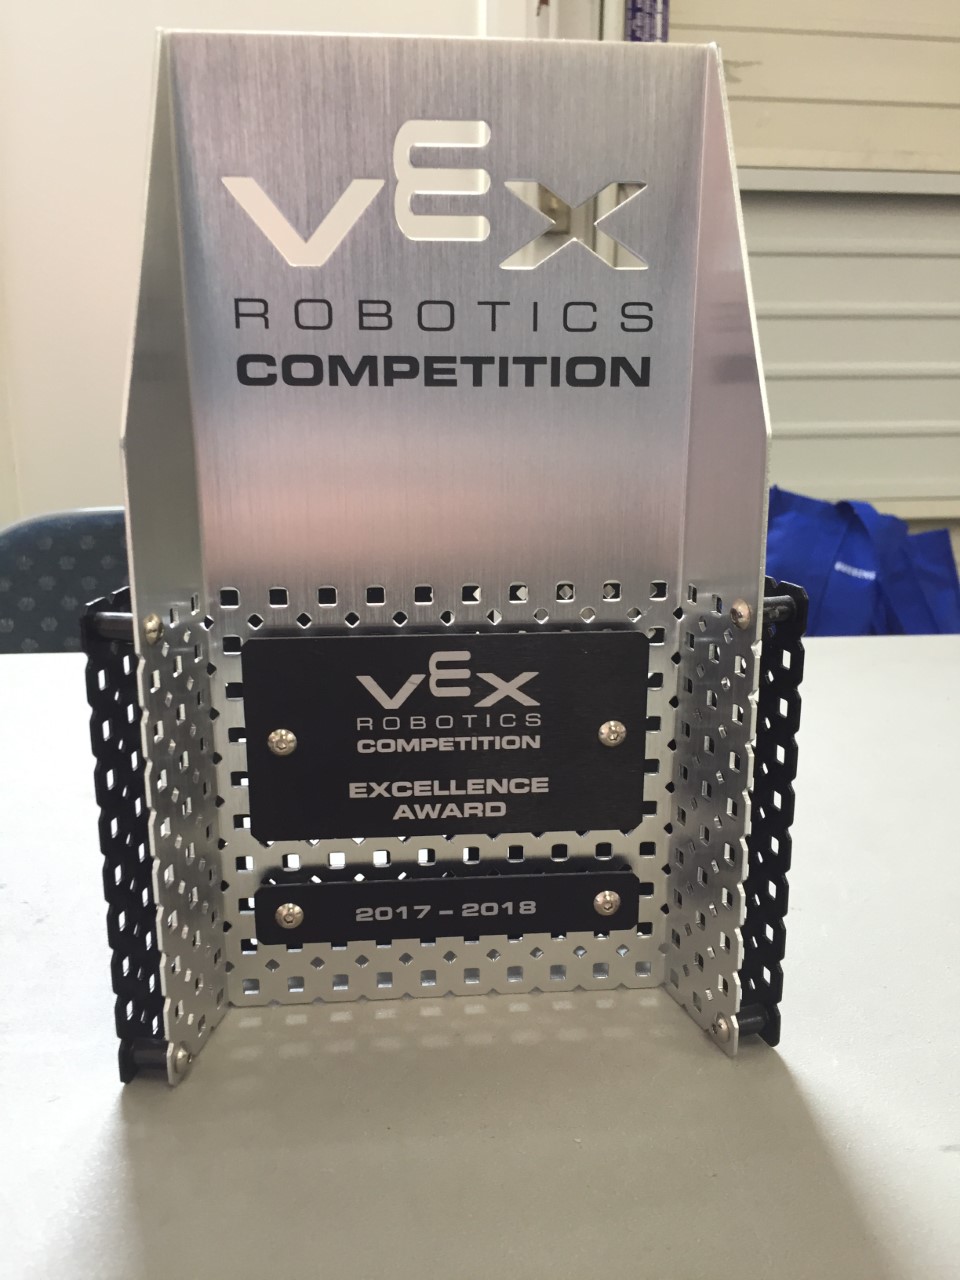 VEX
ROBOTICS
COMPETITION
VEX
ROBOTICS
COMPETITION
EXCELLENCE
AWARD
2017 – 2018